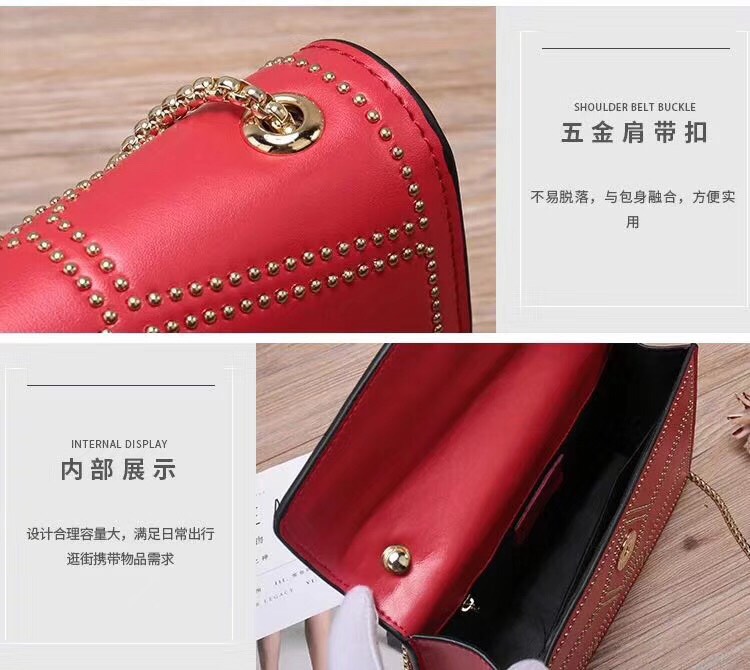 SHOULDER BELT BUCKLE
五金肩带扣
不易脱落，与包身融合，方便实
用
INTERNAL DISPLAY
内部展示
设计合理容量大，满足日常出行
逛街携带物品需求
LEGACY